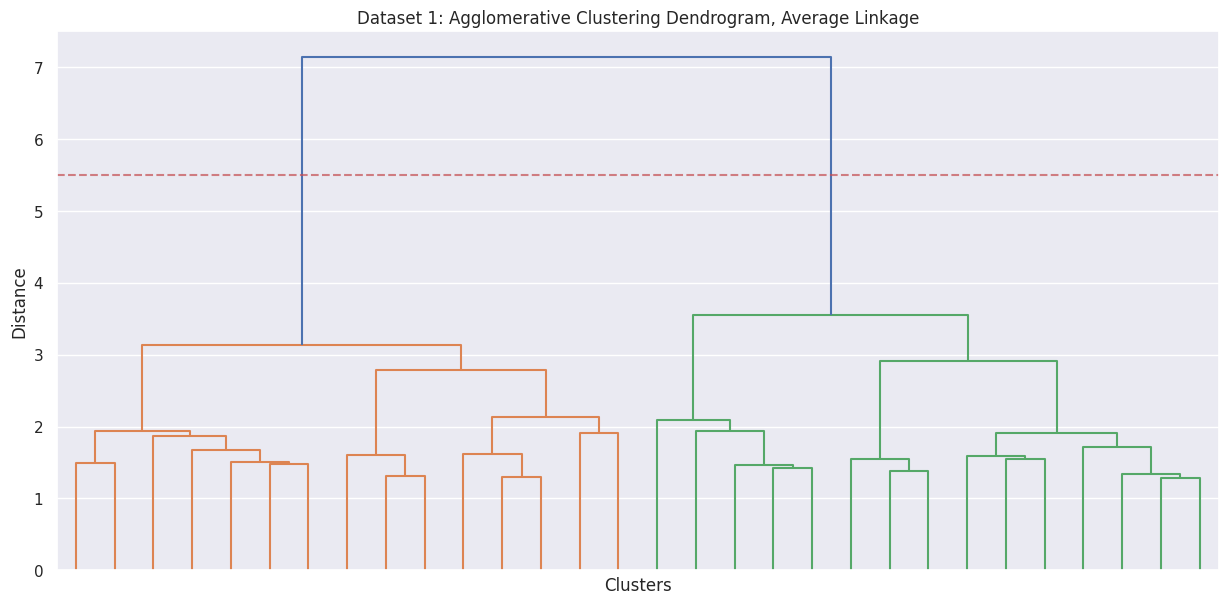 Dataset 1: Agglomerative Clustering Dendrogram, Average Linkage
7
6
5
4
3
2
1
0
Distance
Clusters